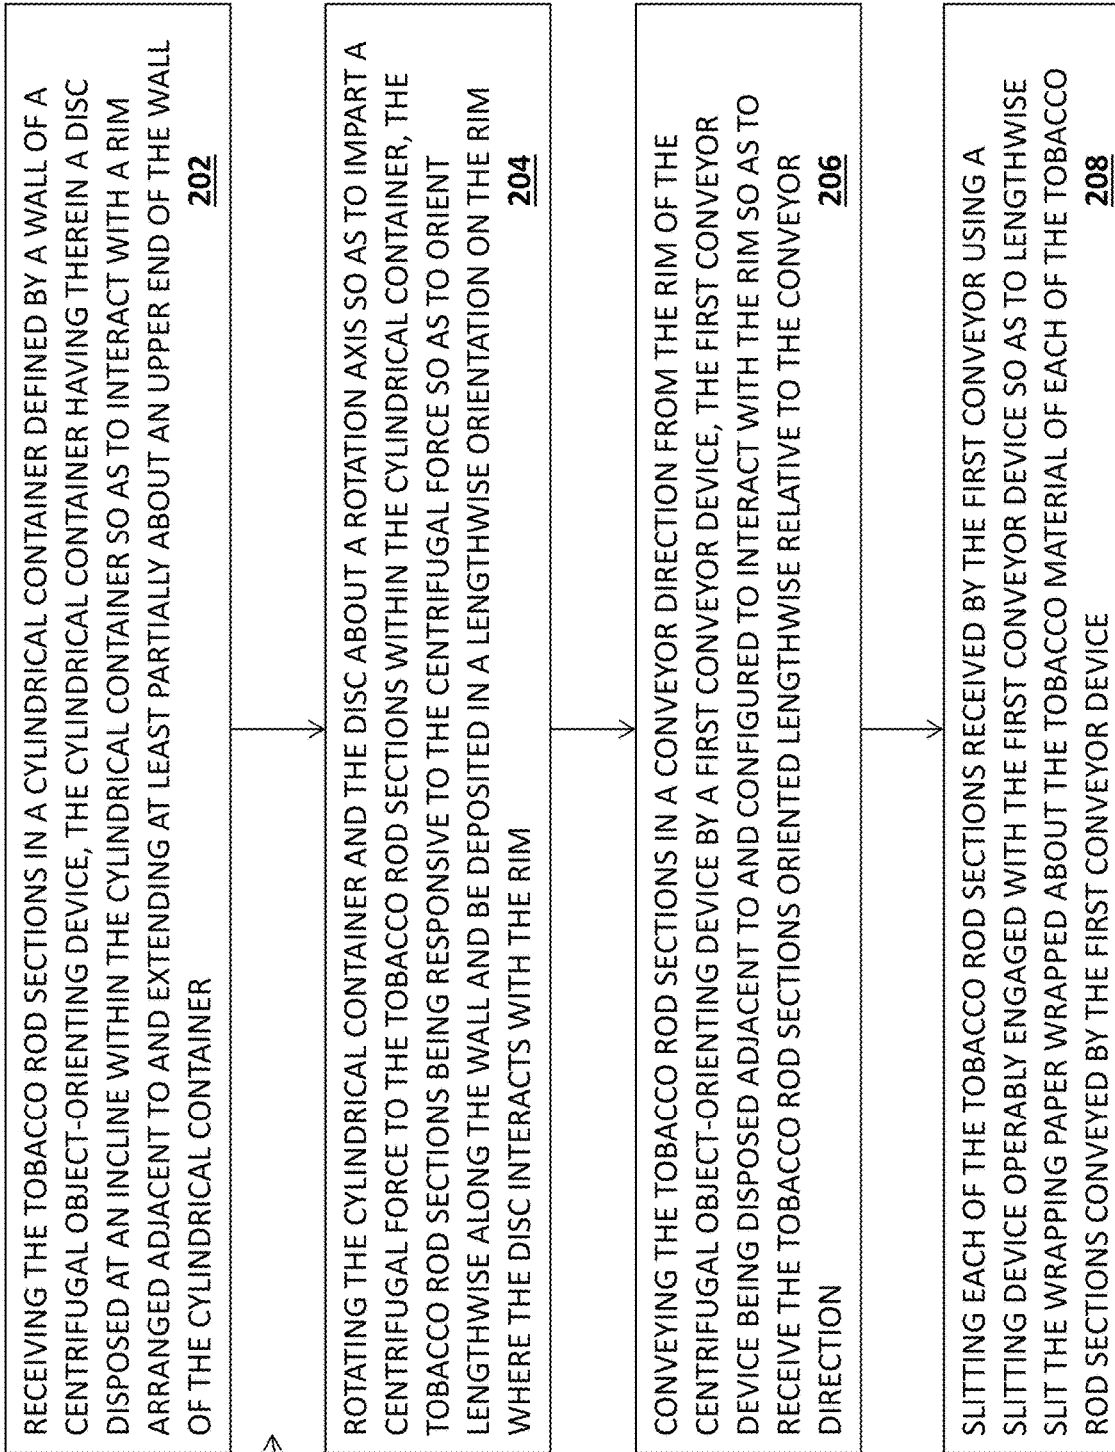 RECEIVING THE TOBACCO ROD SECTIONS IN A CYLINDRICAL CONTAINER DEFINED BY A WALL OF A
CENTRIFUGAL OBJECT-ORIENTING DEVICE, THE CYLINDRICAL CONTAINER HAVING THEREIN A DISC
DISPOSED AT AN INCLINE WITHIN THE CYLINDRICAL CONTAINER SO AS TO INTERACT WITH A RIM
ARRANGED ADJACENT TO AND EXTENDING AT LEAST PARTIALLY ABOUT AN UPPER END OF THE WALL
OF THE CYLINDRICAL CONTAINER
202
ROTATING THE CYLINDRICAL CONTAINER AND THE DISC ABOUT A ROTATION AXIS SO AS TO IMPART A
CENTRIFUGAL FORCE TO THE TOBACCO ROD SECTIONS WITHIN THE CYLINDRICAL CONTAINER, THE
TOBACCO ROD SECTIONS BEING RESPONSIVE TO THE CENTRIFUGAL FORCE SO AS TO ORIENT
LENGTHWISE ALONG THE WALL AND BE DEPOSITED IN A LENGTHWISE ORIENTATION ON THE RIM
WHERE THE DISC INTERACTS WITH THE RIM
204
CONVEYING THE TOBACCO ROD SECTIONS IN A CONVEYOR DIRECTION FROM THE RIM OF THE
CENTRIFUGAL OBJECT-ORIENTING DEVICE BY A FIRST CONVEYOR DEVICE, THE FIRST CONVEYOR
DEVICE BEING DISPOSED ADJACENT TO AND CONFIGURED TO INTERACT WITH THE RIM SO AS TO
RECEIVE THE TOBACCO ROD SECTIONS ORIENTED LENGTHWISE RELATIVE TO THE CONVEYOR
DIRECTION
206
SLITTING EACH OF THE TOBACCO ROD SECTIONS RECEIVED BY THE FIRST CONVEYOR USING A
SLITTING DEVICE OPERABLY ENGAGED WITH THE FIRST CONVEYOR DEVICE SO AS TO LENGTHWISE
SLIT THE WRAPPING PAPER WRAPPED ABOUT THE TOBACCO MATERIAL OF EACH OF THE TOBACCO
ROD SECTIONS CONVEYED BY THE FIRST CONVEYOR DEVICE
208